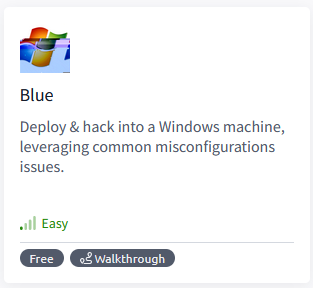 Blue
Deploy & hack into a Windows machine,
leveraging common misconfigurations
issues.
Easy
Free
Walkthrough